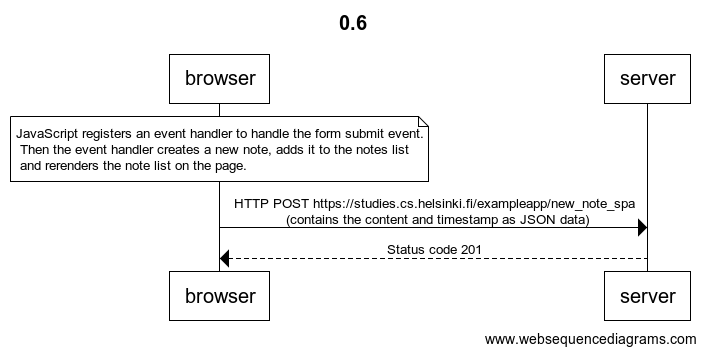 0.6
browser
server
JavaScript registers an event handler to handle the form submit event.
Then the event handler creates a new note, adds it to the notes list
and rerenders the note list on the page.
HTTP POST https://studies.cs.helsinki.fi/exampleapp/new_note_spa
(contains the content and timestamp as JSON data)
Status code 201
browser
server
www.websequencediagrams.com